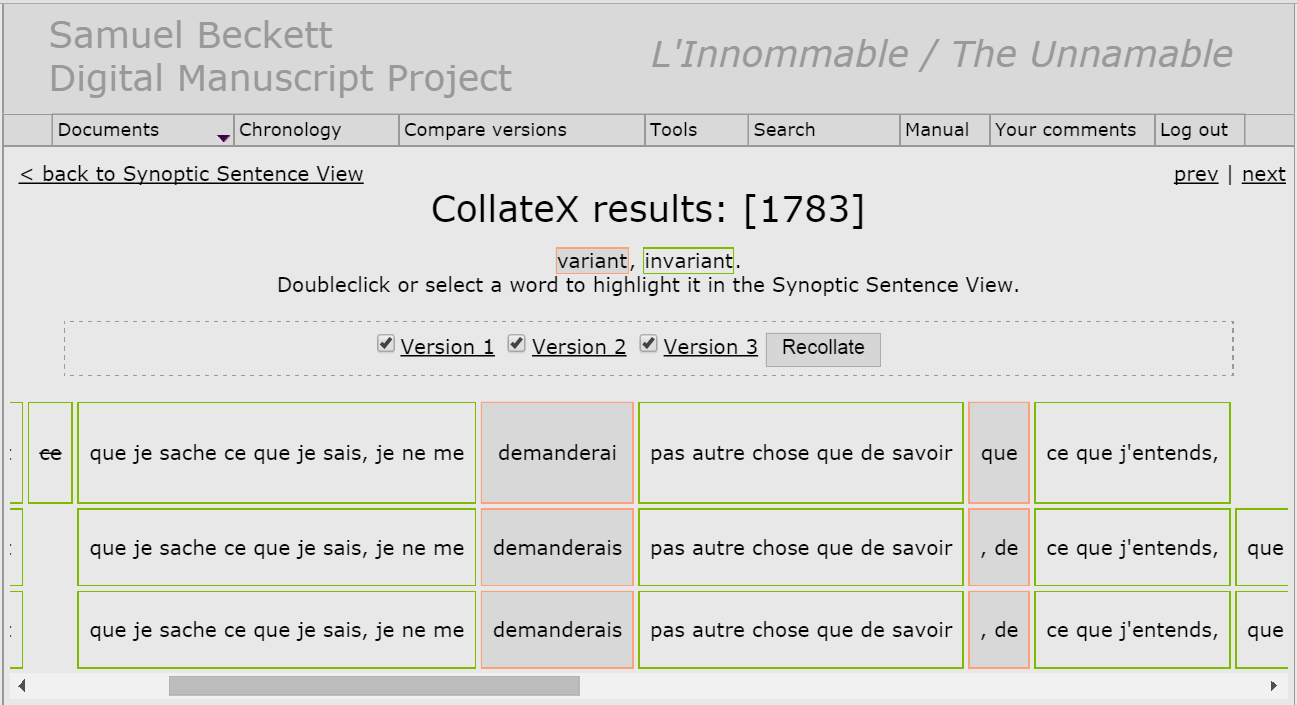 Samuel Beckett
Digital Manuscript Project
L'Innommable / The Unnamable
Documents Chronology Compare versions Tools Search Manual Your comments Log out
< back to Synoptic Sentence View prev | next
CollateX results: [1783]
variant, invariant.
Doubleclick or select a word to highlight it in the Synoptic Sentence View.
Version 1 Version 2 Version 3 Recollate
: ce que je sache ce que je sais, je ne me demanderai pas autre chose que de savoir que ce que j'entends,
: que je sache ce que je sais, je ne me demanderais pas autre chose que de savoir , de ce que j'entends, que
: que je sache ce que je sais, je ne me demanderais pas autre chose que de savoir , de ce que j'entends, que